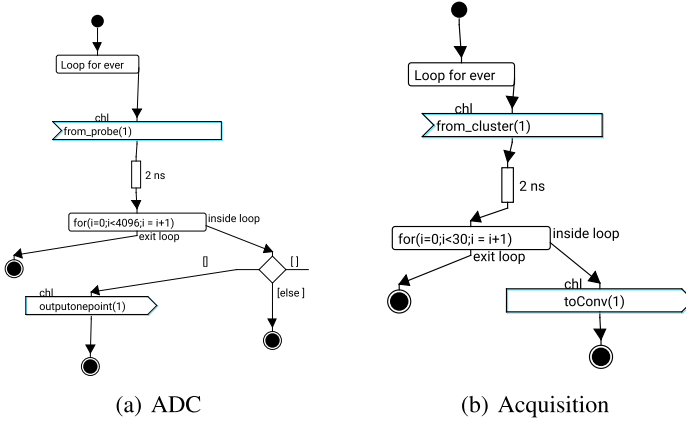 Loop for ever
chl
from_probe(1)
2 ns
for(i=0;i<4096;i = i+1)
inside loop
exit loop
[]
[ ]
[else ]
chl
outputonepoint(1)
(a) ADC
Loop for ever
chl
from_cluster(1)
2 ns
for(i=0;i<30;i = i+1)
inside loop
exit loop
chl
toConv(1)
(b) Acquisition